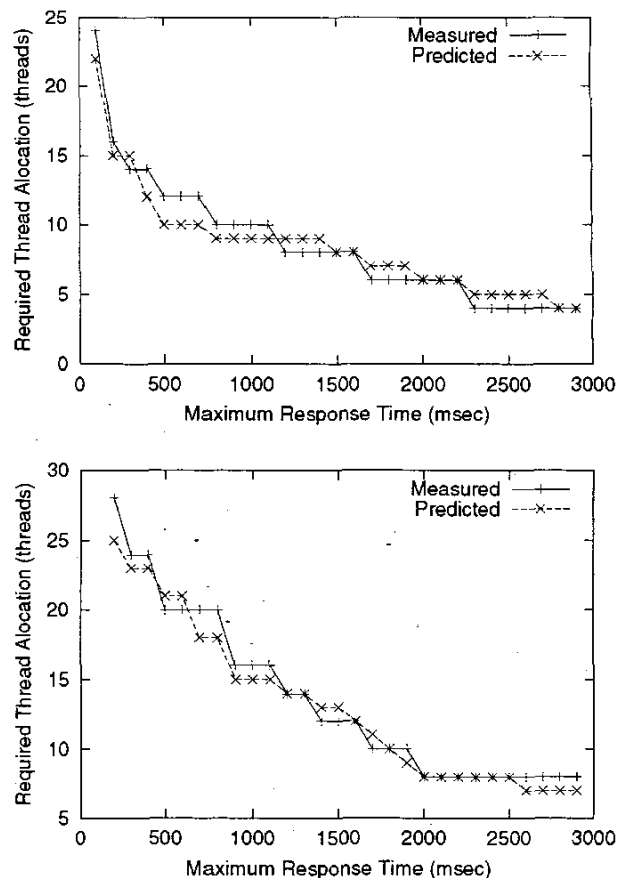 25
20
15
10
5
0
Required Thread Alocation (threads)
Measured
Predicted
0 500 1000 1500 2000 2500 3000
Maximum Response Time (msec)
30
25
20
15
10
5
Required Thread Alocation (threads)
Measured
Predicted
0 500 1000 1500 2000 2500 3000
Maximum Response Time (msec)